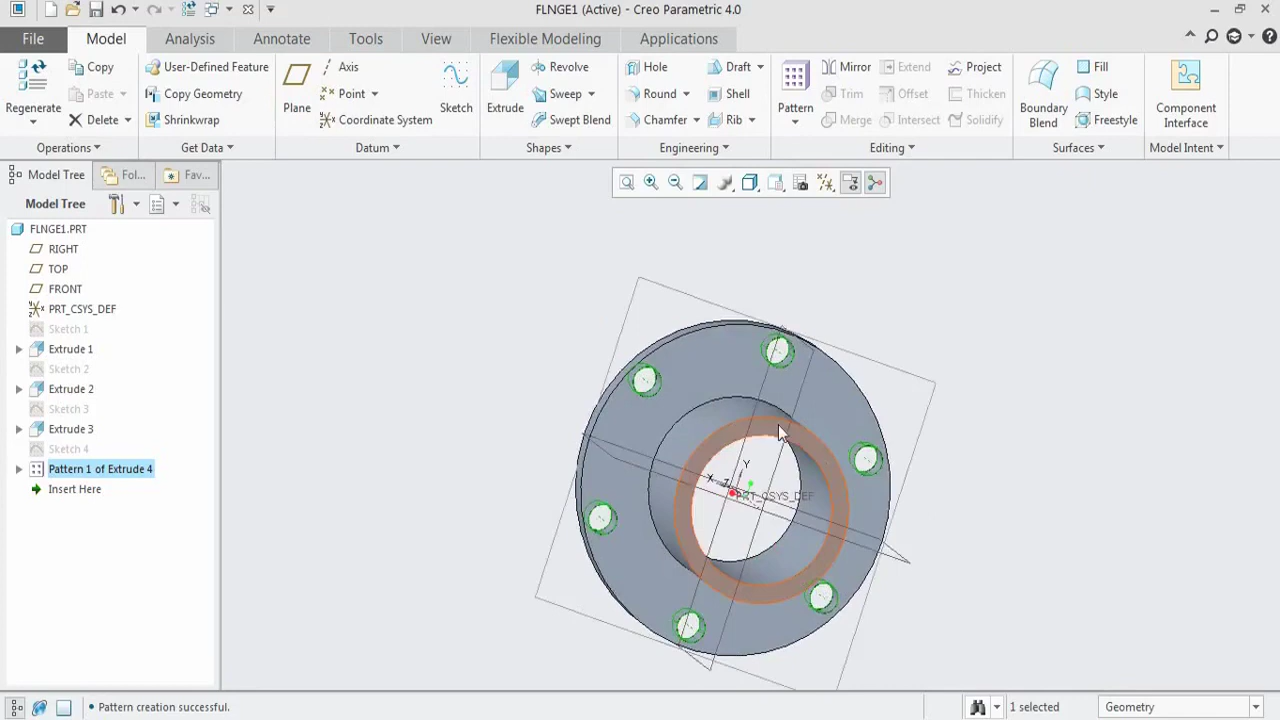 FLNGE1 (Active) - Creo Parametric 4.0
File Model Analysis Annotate Tools View Flexible Modeling Applications
Regenerate Copy Paste Delete
User-Defined Feature Copy Geometry Shrinkwrap
Plane Axis Point Coordinate System Sketch
Extrude Revolve Sweep Swept Blend
Hole Round Chamfer Draft Shell Rib
Pattern Mirror Trim Merge Extend Offset Intersect Project Thicken Solidify
Boundary Blend Fill Style Freestyle
Component Interface
Operations Get Data Datum Shapes Engineering Editing Surfaces Model Intent
Model Tree Fol... Fav...
Model Tree
FLNGE1.PRT
RIGHT
TOP
FRONT
PRT_CSYS_DEF
Sketch 1
Extrude 1
Sketch 2
Extrude 2
Sketch 3
Extrude 3
Sketch 4
Pattern 1 of Extrude 4
Insert Here
Y
X Z
PRT_CSYS_DEF
• Pattern creation successful. 1 selected Geometry